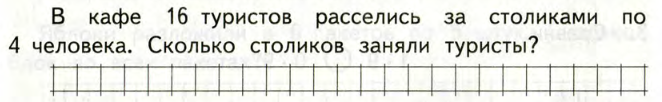 В кафе 16 туристов расселись за столиками по
4 человека. Сколько столиков заняли туристы?